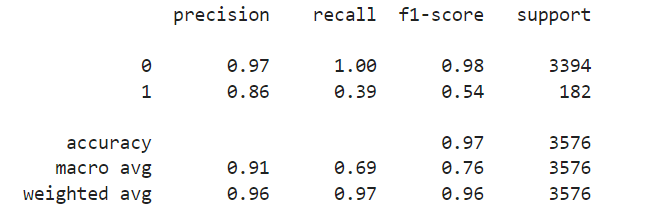 precision recall f1-score support
0 0.97 1.00 0.98 3394
1 0.86 0.39 0.54 182
accuracy 0.97 3576
macro avg 0.91 0.69 0.76 3576
weighted avg 0.96 0.97 0.96 3576